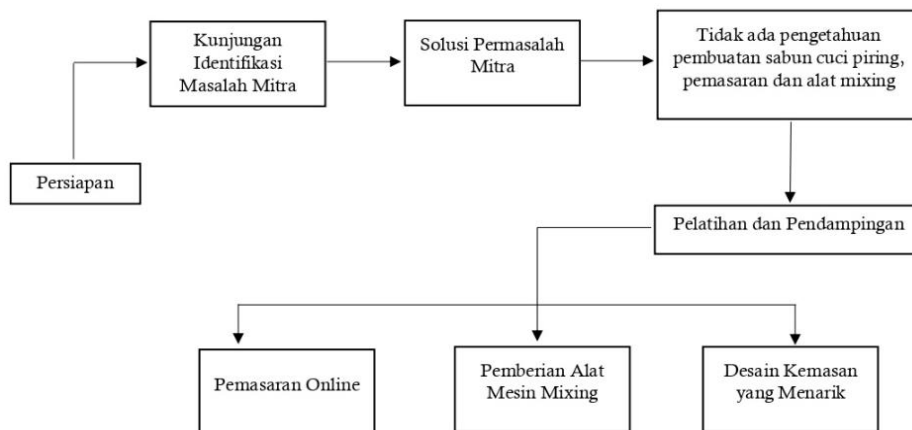 Persiapan
Kunjungan
Identifikasi
Masalah Mitra
Solusi Permasalah
Mitra
Tidak ada pengetahuan
pembuatan sabun cuci piring,
pemasaran dan alat mixing
Pelatihan dan Pendampingan
Pemasaran Online
Pemberian Alat
Mesin Mixing
Desain Kemasan
yang Menarik